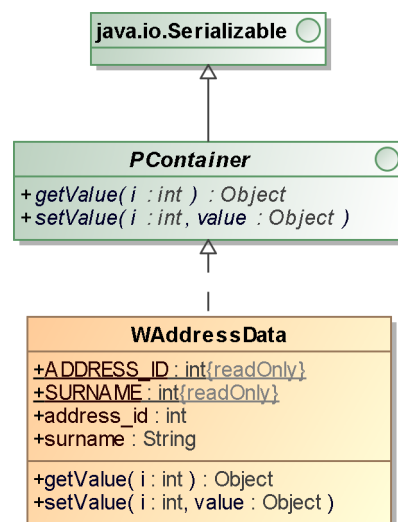 java.io.Serializable
PContainer
+getValue( i : int ) : Object
+setValue( i : int, value : Object )
WAddressData
+ADDRESS_ID : int{readOnly}
+SURNAME : int{readOnly}
+address_id : int
+surname : String
+getValue( i : int ) : Object
+setValue( i : int, value : Object )